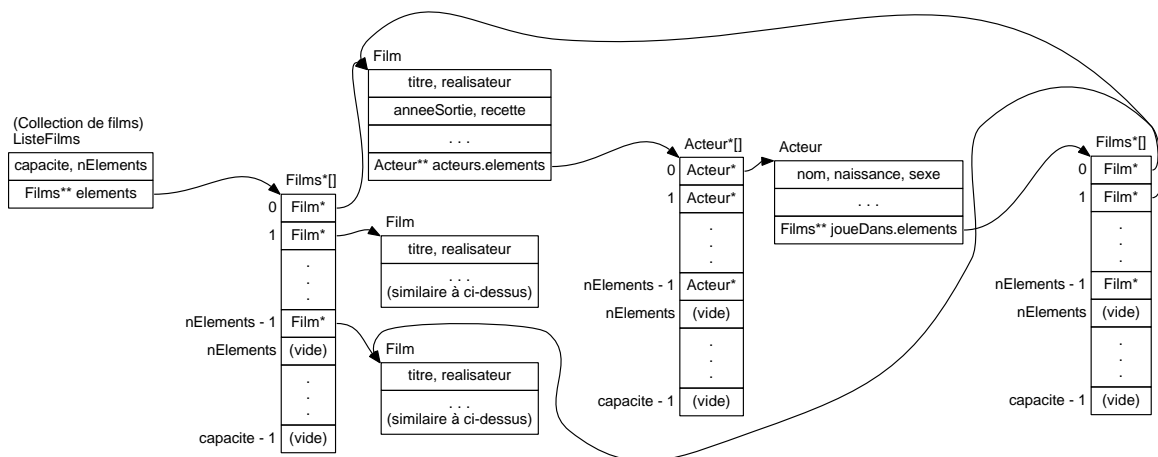 (Collection de films)
ListeFilms
capacite, nElements
Films** elements
Films*[]
0 Film*
1 Film*
.
.
.
nElements - 1 Film*
nElements (vide)
.
.
.
capacite - 1 (vide)
Film
titre, realisateur
anneeSortie, recette
. . .
Acteur** acteurs.elements
Film
titre, realisateur
. . .
(similaire à ci-dessus)
Film
titre, realisateur
. . .
(similaire à ci-dessus)
Acteur*[]
0 Acteur*
1 Acteur*
.
.
.
nElements - 1 Acteur*
nElements (vide)
.
.
.
capacite - 1 (vide)
Acteur
nom, naissance, sexe
. . .
Films** joueDans.elements
Films*[]
0 Film*
1 Film*
.
.
.
nElements - 1 Film*
nElements (vide)
.
.
.
capacite - 1 (vide)